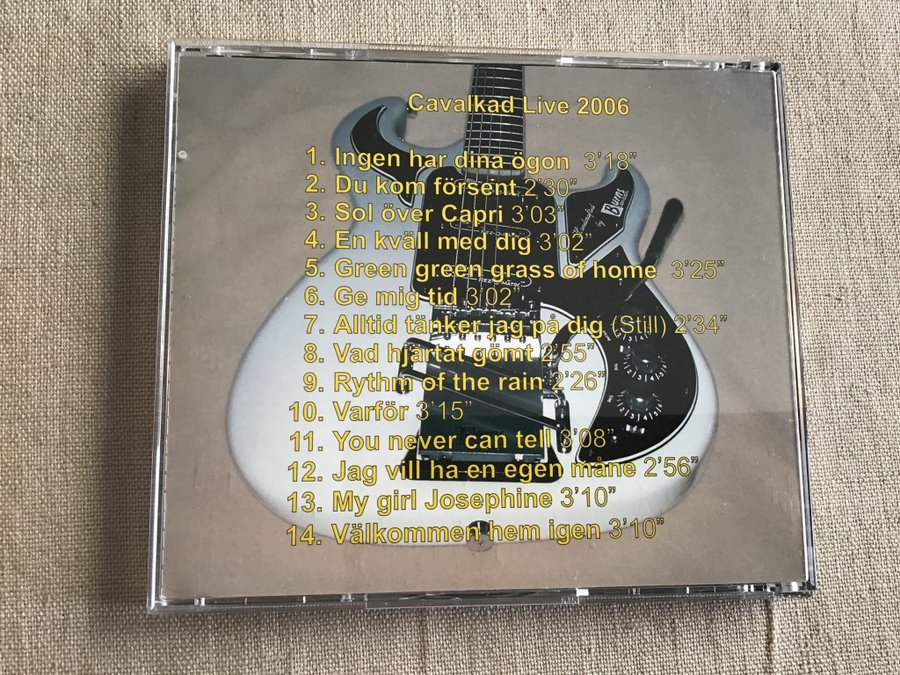 Cavalkad Live 2006
1. Ingen har dina ögon 3'18"
2. Du kom försent 2'30"
3. Sol över Capri 3'03"
4. En kväll med dig 3'02"
5. Green green grass of home 3'25"
6. Ge mig tid 3'02"
7. Alltid tänker jag på dig (Still) 2'34"
8. Vad hjärtat gömt 2'55"
9. Rythm of the rain 2'26"
10. Varför 3'15"
11. You never can tell 3'08"
12. Jag vill ha en egen måne 2'56"
13. My girl Josephine 3'10"
14. Välkommen hem igen 3'10"
by Burns